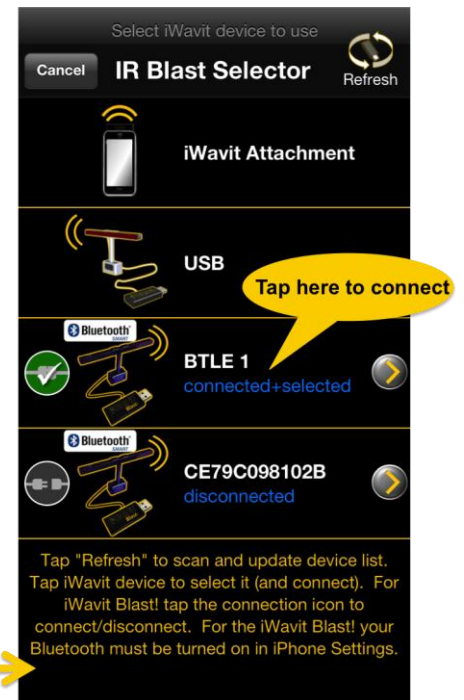 Select iWavit device to use
Cancel
IR Blast Selector
Refresh
iWavit Attachment
USB
Tap here to connect
Bluetooth
SMART
BTLE 1
connected+selected
Bluetooth
SMART
CE79C098102B
disconnected
Tap "Refresh" to scan and update device list.
Tap iWavit device to select it (and connect). For
iWavit Blast! tap the connection icon to
connect/disconnect. For the iWavit Blast! your
Bluetooth must be turned on in iPhone Settings.